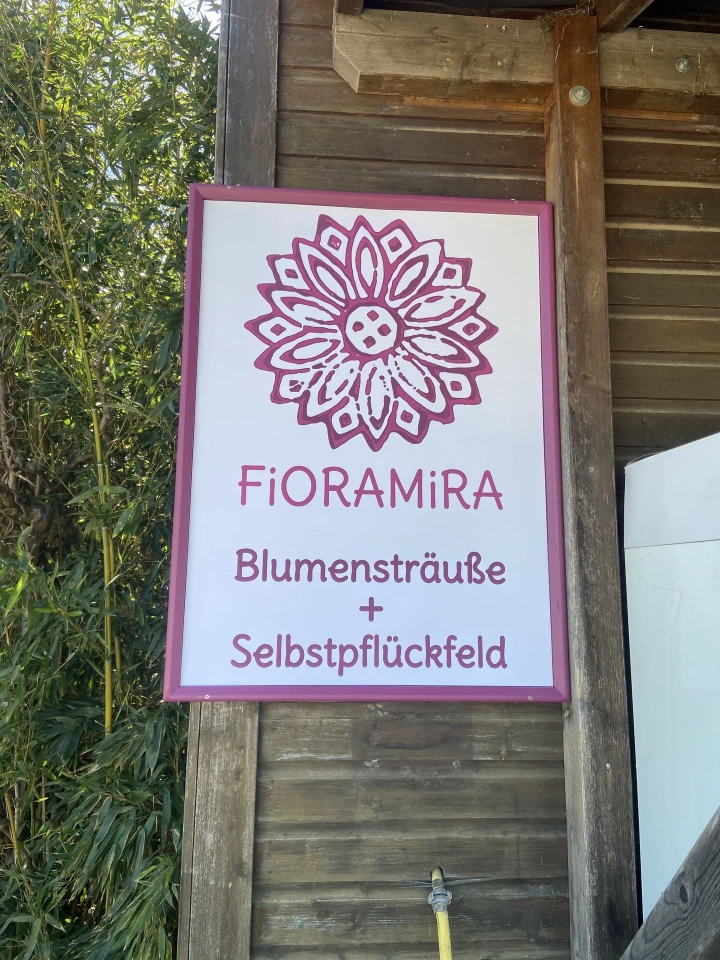 FiORAMiRA
Blumensträuße
+
Selbstpflückfeld